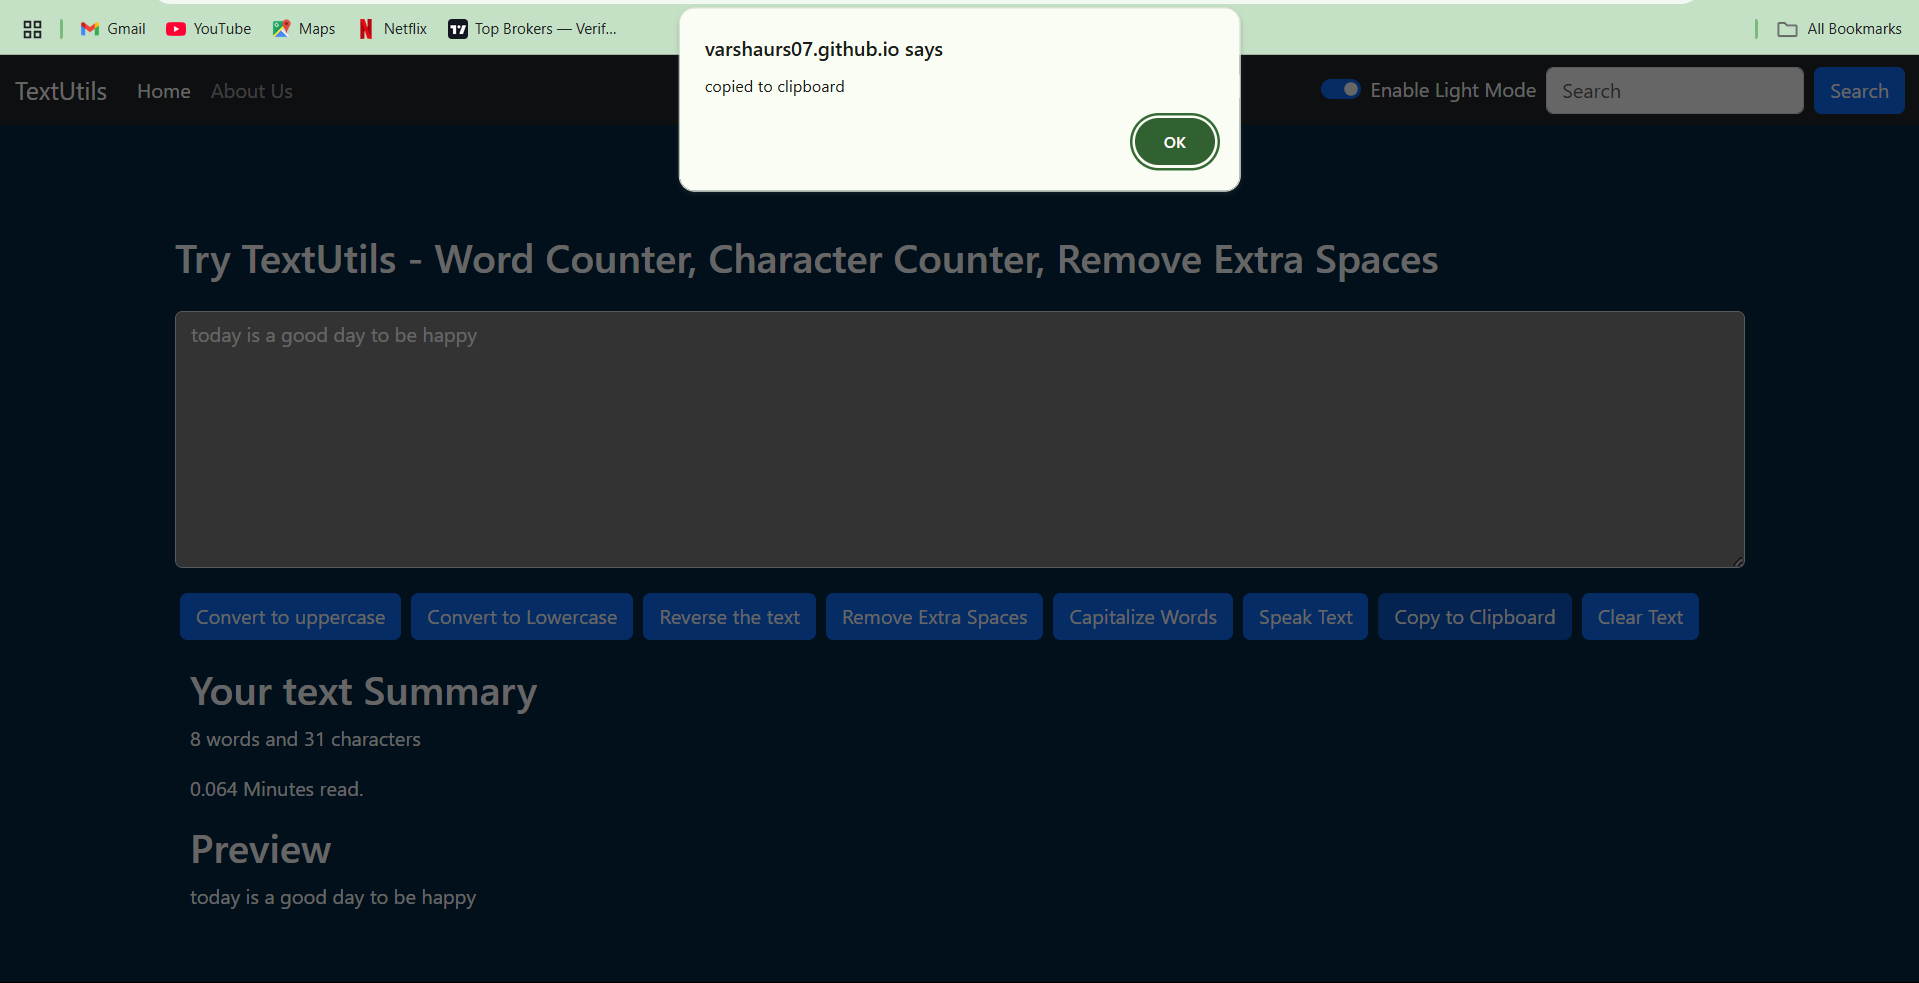 Gmail YouTube Maps Netflix Top Brokers — Verif... All Bookmarks
varshaurs07.github.io says
copied to clipboard
OK
TextUtils Home About Us Enable Light Mode Search Search
Try TextUtils - Word Counter, Character Counter, Remove Extra Spaces
today is a good day to be happy
Convert to uppercase Convert to Lowercase Reverse the text Remove Extra Spaces Capitalize Words Speak Text Copy to Clipboard Clear Text
Your text Summary
8 words and 31 characters
0.064 Minutes read.
Preview
today is a good day to be happy